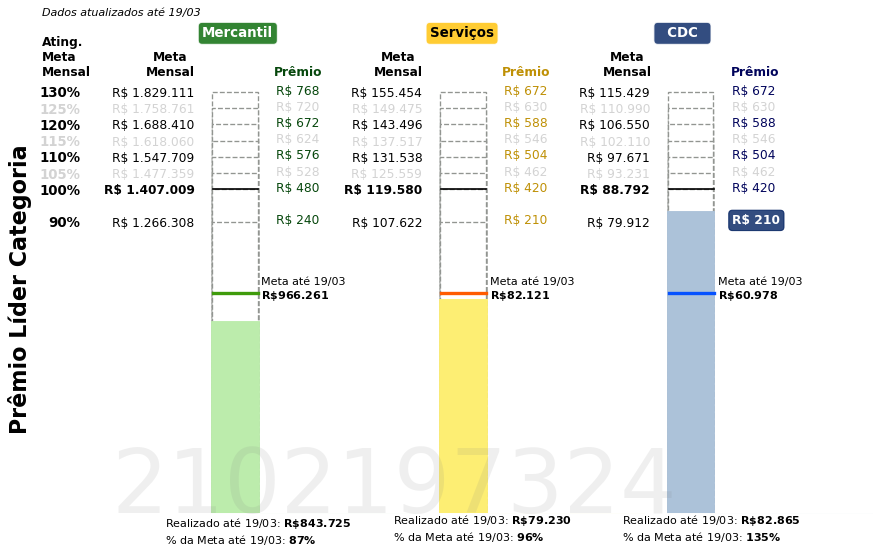 Dados atualizados até 19/03
Mercantil Serviços CDC
Ating.
Meta Meta Meta Meta
Mensal Mensal Prêmio Mensal Prêmio Mensal Prêmio
130% R$ 1.829.111 R$ 768 R$ 155.454 R$ 672 R$ 115.429 R$ 672
125% R$ 1.758.761 R$ 720 R$ 149.475 R$ 630 R$ 110.990 R$ 630
120% R$ 1.688.410 R$ 672 R$ 143.496 R$ 588 R$ 106.550 R$ 588
115% R$ 1.618.060 R$ 624 R$ 137.517 R$ 546 R$ 102.110 R$ 546
110% R$ 1.547.709 R$ 576 R$ 131.538 R$ 504 R$ 97.671 R$ 504
105% R$ 1.477.359 R$ 528 R$ 125.559 R$ 462 R$ 93.231 R$ 462
100% R$ 1.407.009 R$ 480 R$ 119.580 R$ 420 R$ 88.792 R$ 420
90% R$ 1.266.308 R$ 240 R$ 107.622 R$ 210 R$ 79.912 R$ 210
Meta até 19/03 Meta até 19/03 Meta até 19/03
R$966.261 R$82.121 R$60.978
Prêmio Líder Categoria
2102197324
Realizado até 19/03: R$843.725 Realizado até 19/03: R$79.230 Realizado até 19/03: R$82.865
% da Meta até 19/03: 87% % da Meta até 19/03: 96% % da Meta até 19/03: 135%